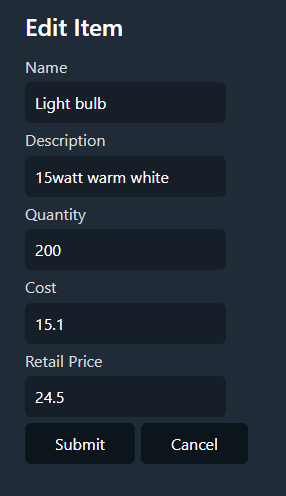 Edit Item
Name
Light bulb
Description
15watt warm white
Quantity
200
Cost
15.1
Retail Price
24.5
Submit Cancel